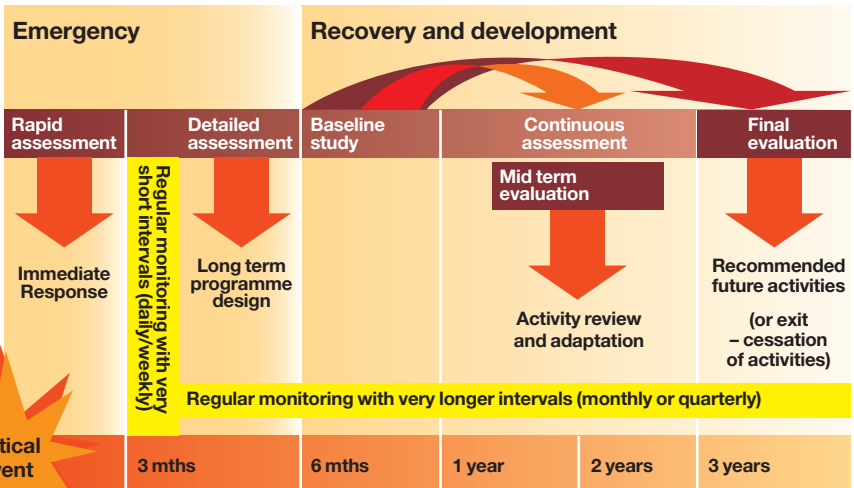 Emergency
Recovery and development
Rapid
assessment
Detailed
assessment
Baseline
study
Continuous
assessment
Final
evaluation
Mid term
evaluation
Regular monitoring with very
short intervals (daily/weekly)
Immediate
Response
Long term
programme
design
Activity review
and adaptation
Recommended
future activities
(or exit
– cessation
of activities)
Regular monitoring with very longer intervals (monthly or quarterly)
tical
vent
3 mths
6 mths
1 year
2 years
3 years